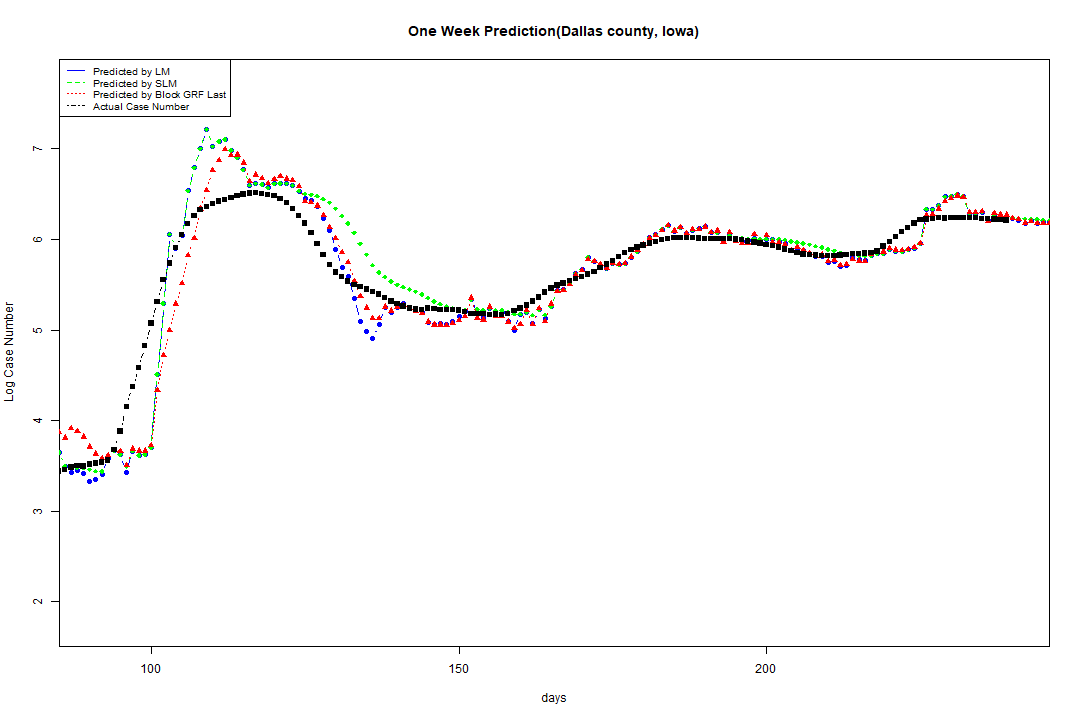 One Week Prediction(Dallas county, Iowa)
Predicted by LM
Predicted by SLM
Predicted by Block GRF Last
Actual Case Number
7
6
5
4
3
2
Log Case Number
100 150 200
days